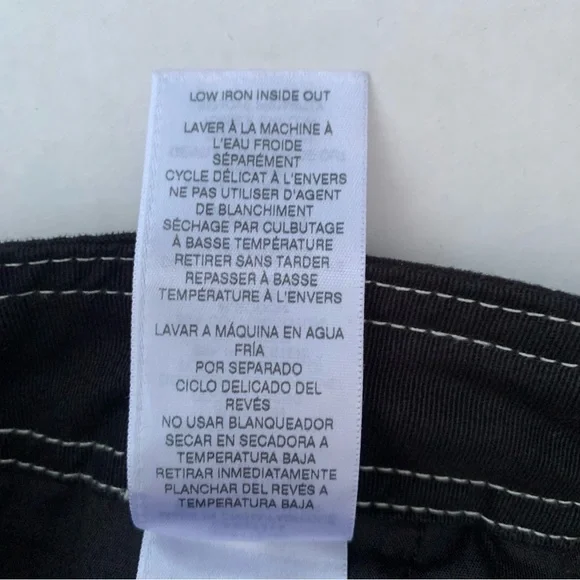 LOW IRON INSIDE OUT
LAVER À LA MACHINE À
L'EAU FROIDE
SÉPARÉMENT
CYCLE DÉLICAT À L'ENVERS
NE PAS UTILISER D'AGENT
DE BLANCHIMENT
SÉCHAGE PAR CULBUTAGE
À BASSE TEMPÉRATURE
RETIRER SANS TARDER
REPASSER À BASSE
TEMPÉRATURE À L'ENVERS
LAVAR A MÁQUINA EN AGUA
FRÍA
POR SEPARADO
CICLO DELICADO DEL
REVÉS
NO USAR BLANQUEADOR
SECAR EN SECADORA A
TEMPERATURA BAJA
RETIRAR INMEDIATAMENTE
PLANCHAR DEL REVÉS A
TEMPERATURA BAJA